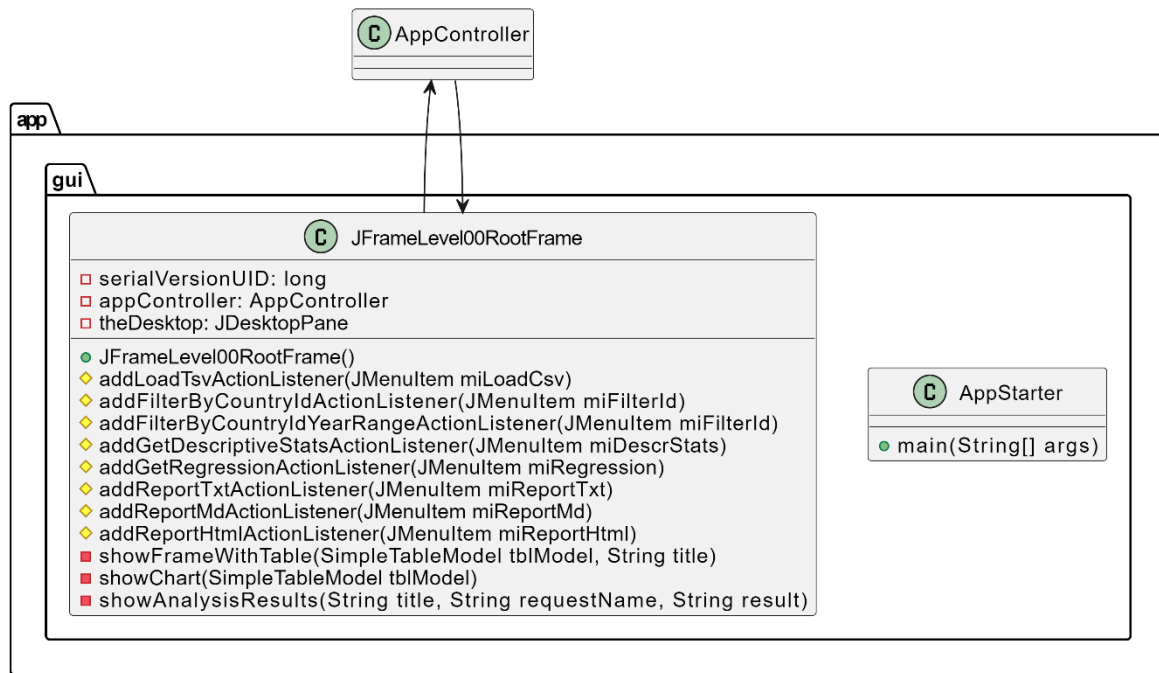 C AppController
app
gui
C JFrameLevel00RootFrame
serialVersionUID: long
appController: AppController
theDesktop: JDesktopPane
JFrameLevel00RootFrame()
addLoadTsvActionListener(JMenuItem miLoadCsv)
addFilterByCountryIdActionListener(JMenuItem miFilterId)
addFilterByCountryIdYearRangeActionListener(JMenuItem miFilterId)
addGetDescriptiveStatsActionListener(JMenuItem miDescrStats)
addGetRegressionActionListener(JMenuItem miRegression)
addReportTxtActionListener(JMenuItem miReportTxt)
addReportMdActionListener(JMenuItem miReportMd)
addReportHtmlActionListener(JMenuItem miReportHtml)
showFrameWithTable(SimpleTableModel tblModel, String title)
showChart(SimpleTableModel tblModel)
showAnalysisResults(String title, String requestName, String result)
C AppStarter
main(String[] args)